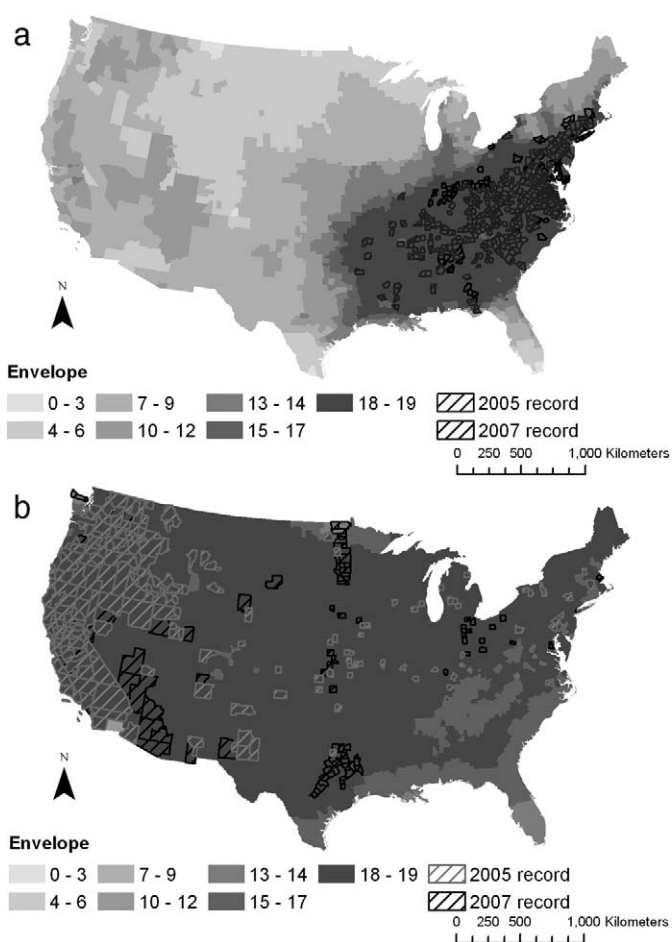 a
N
Envelope
0 - 3 7 - 9 13 - 14 18 - 19 2005 record
4 - 6 10 - 12 15 - 17 2007 record
0 250 500 1,000 Kilometers
b
N
Envelope
0 - 3 7 - 9 13 - 14 18 - 19 2005 record
4 - 6 10 - 12 15 - 17 2007 record
0 250 500 1,000 Kilometers